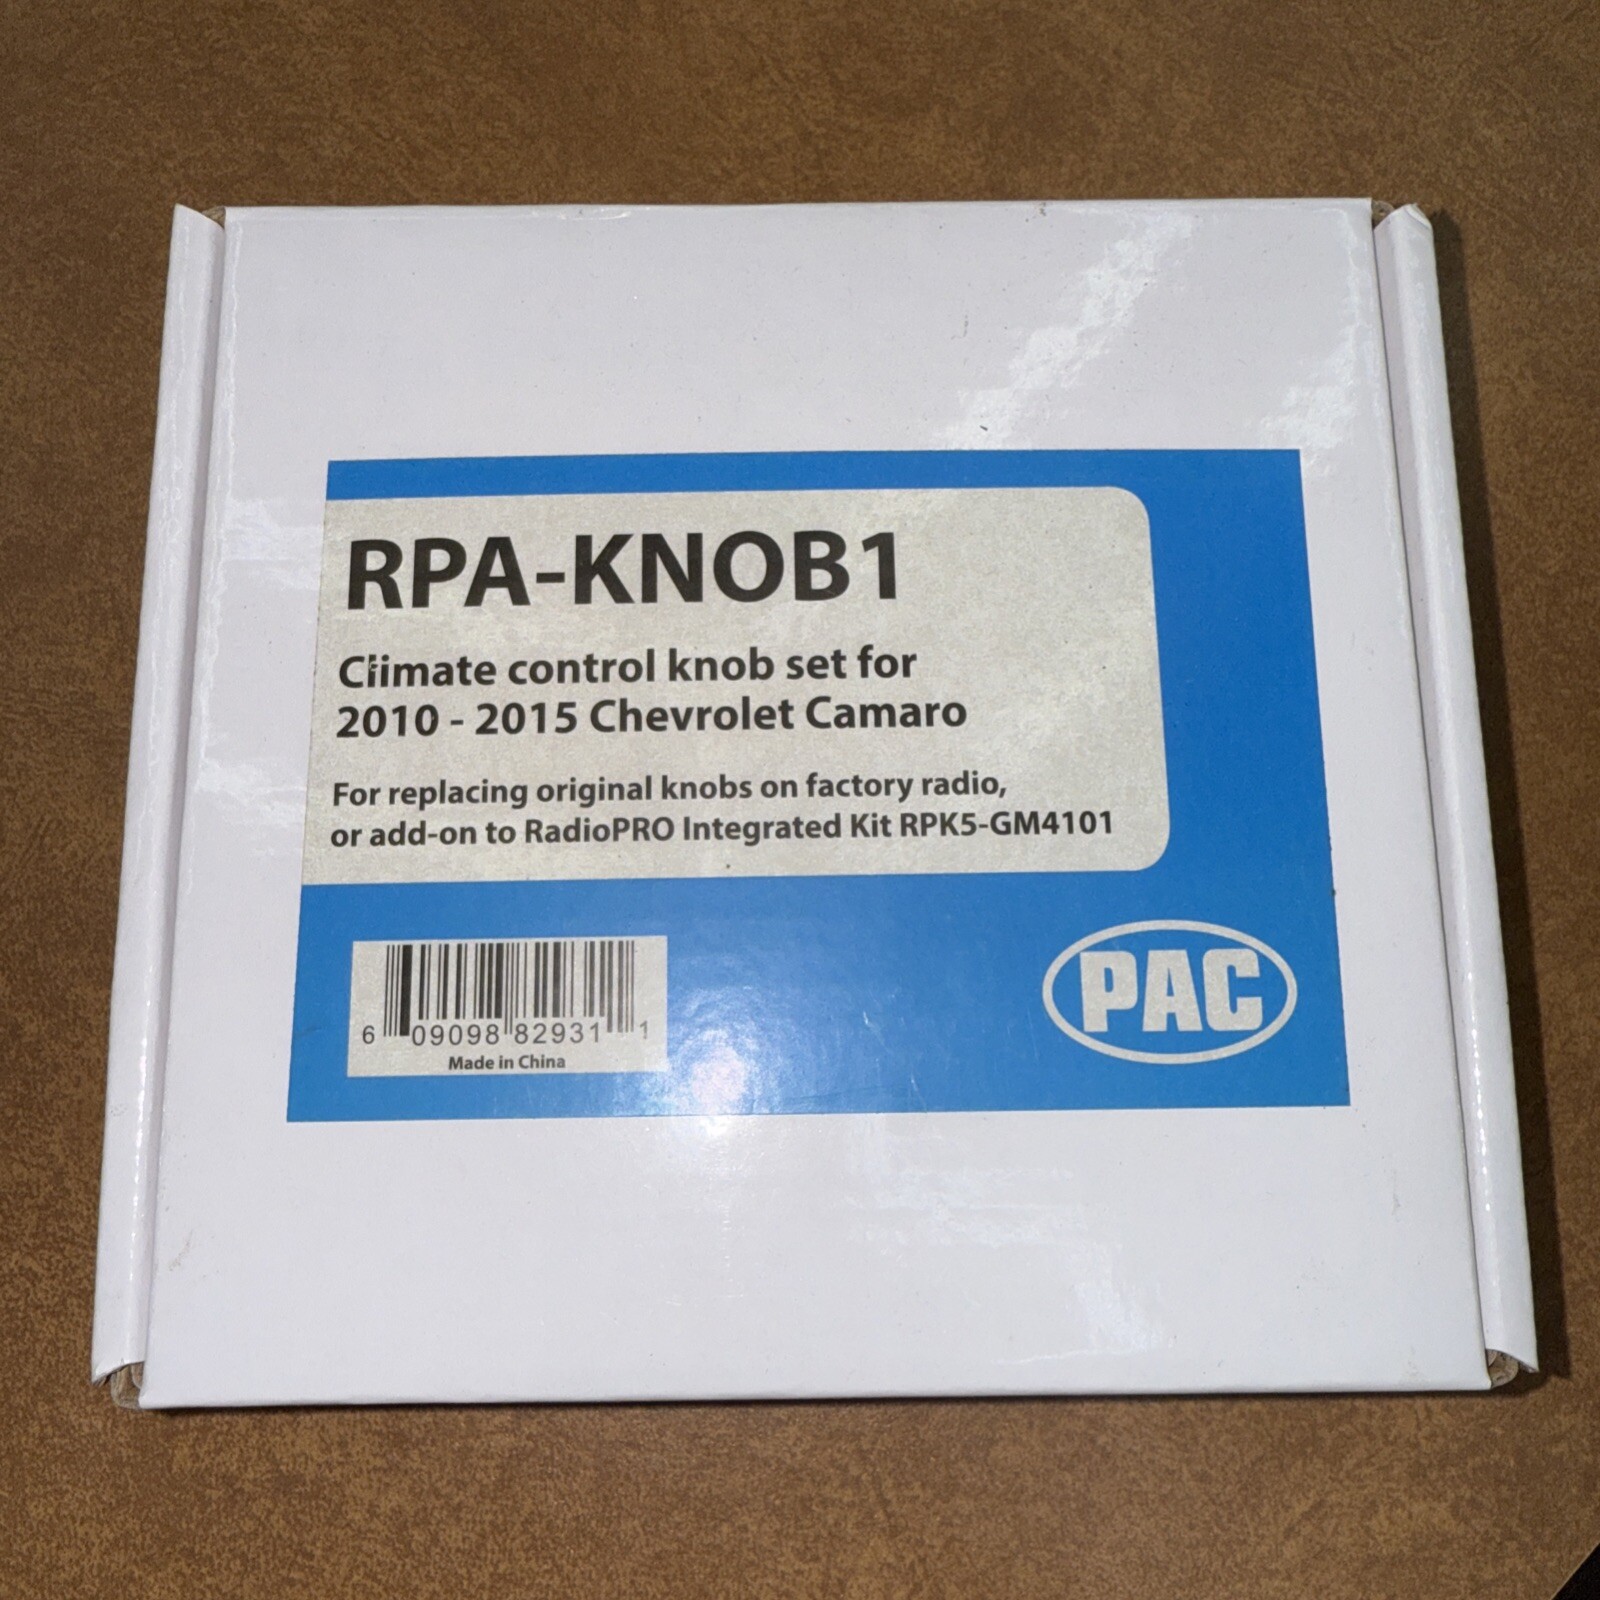 RPA-KNOB1
Climate control knob set for
2010 - 2015 Chevrolet Camaro
For replacing original knobs on factory radio,
or add-on to RadioPRO Integrated Kit RPK5-GM4101
6 09098 82931 1
Made in China
PAC